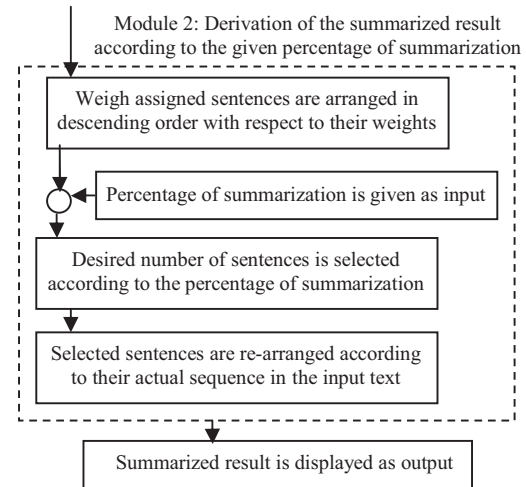 Module 2: Derivation of the summarized result
according to the given percentage of summarization
Weigh assigned sentences are arranged in
descending order with respect to their weights
Percentage of summarization is given as input
Desired number of sentences is selected
according to the percentage of summarization
Selected sentences are re-arranged according
to their actual sequence in the input text
Summarized result is displayed as output